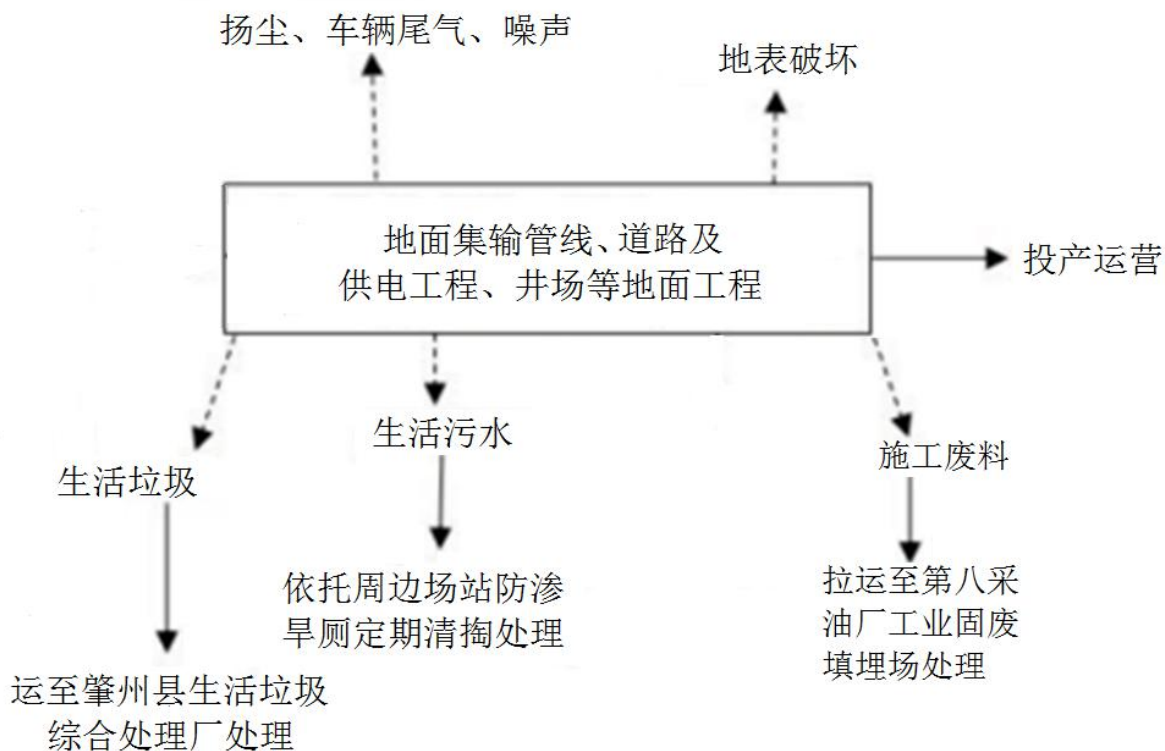 扬尘、车辆尾气、噪声
地表破坏
地面集输管线、道路及
供电工程、井场等地面工程
投产运营
生活污水
施工废料
生活垃圾
依托周边场站防渗
旱厕定期清掏处理
拉运至第八采
油厂工业固废
填埋场处理
运至肇州县生活垃圾
综合处理厂处理